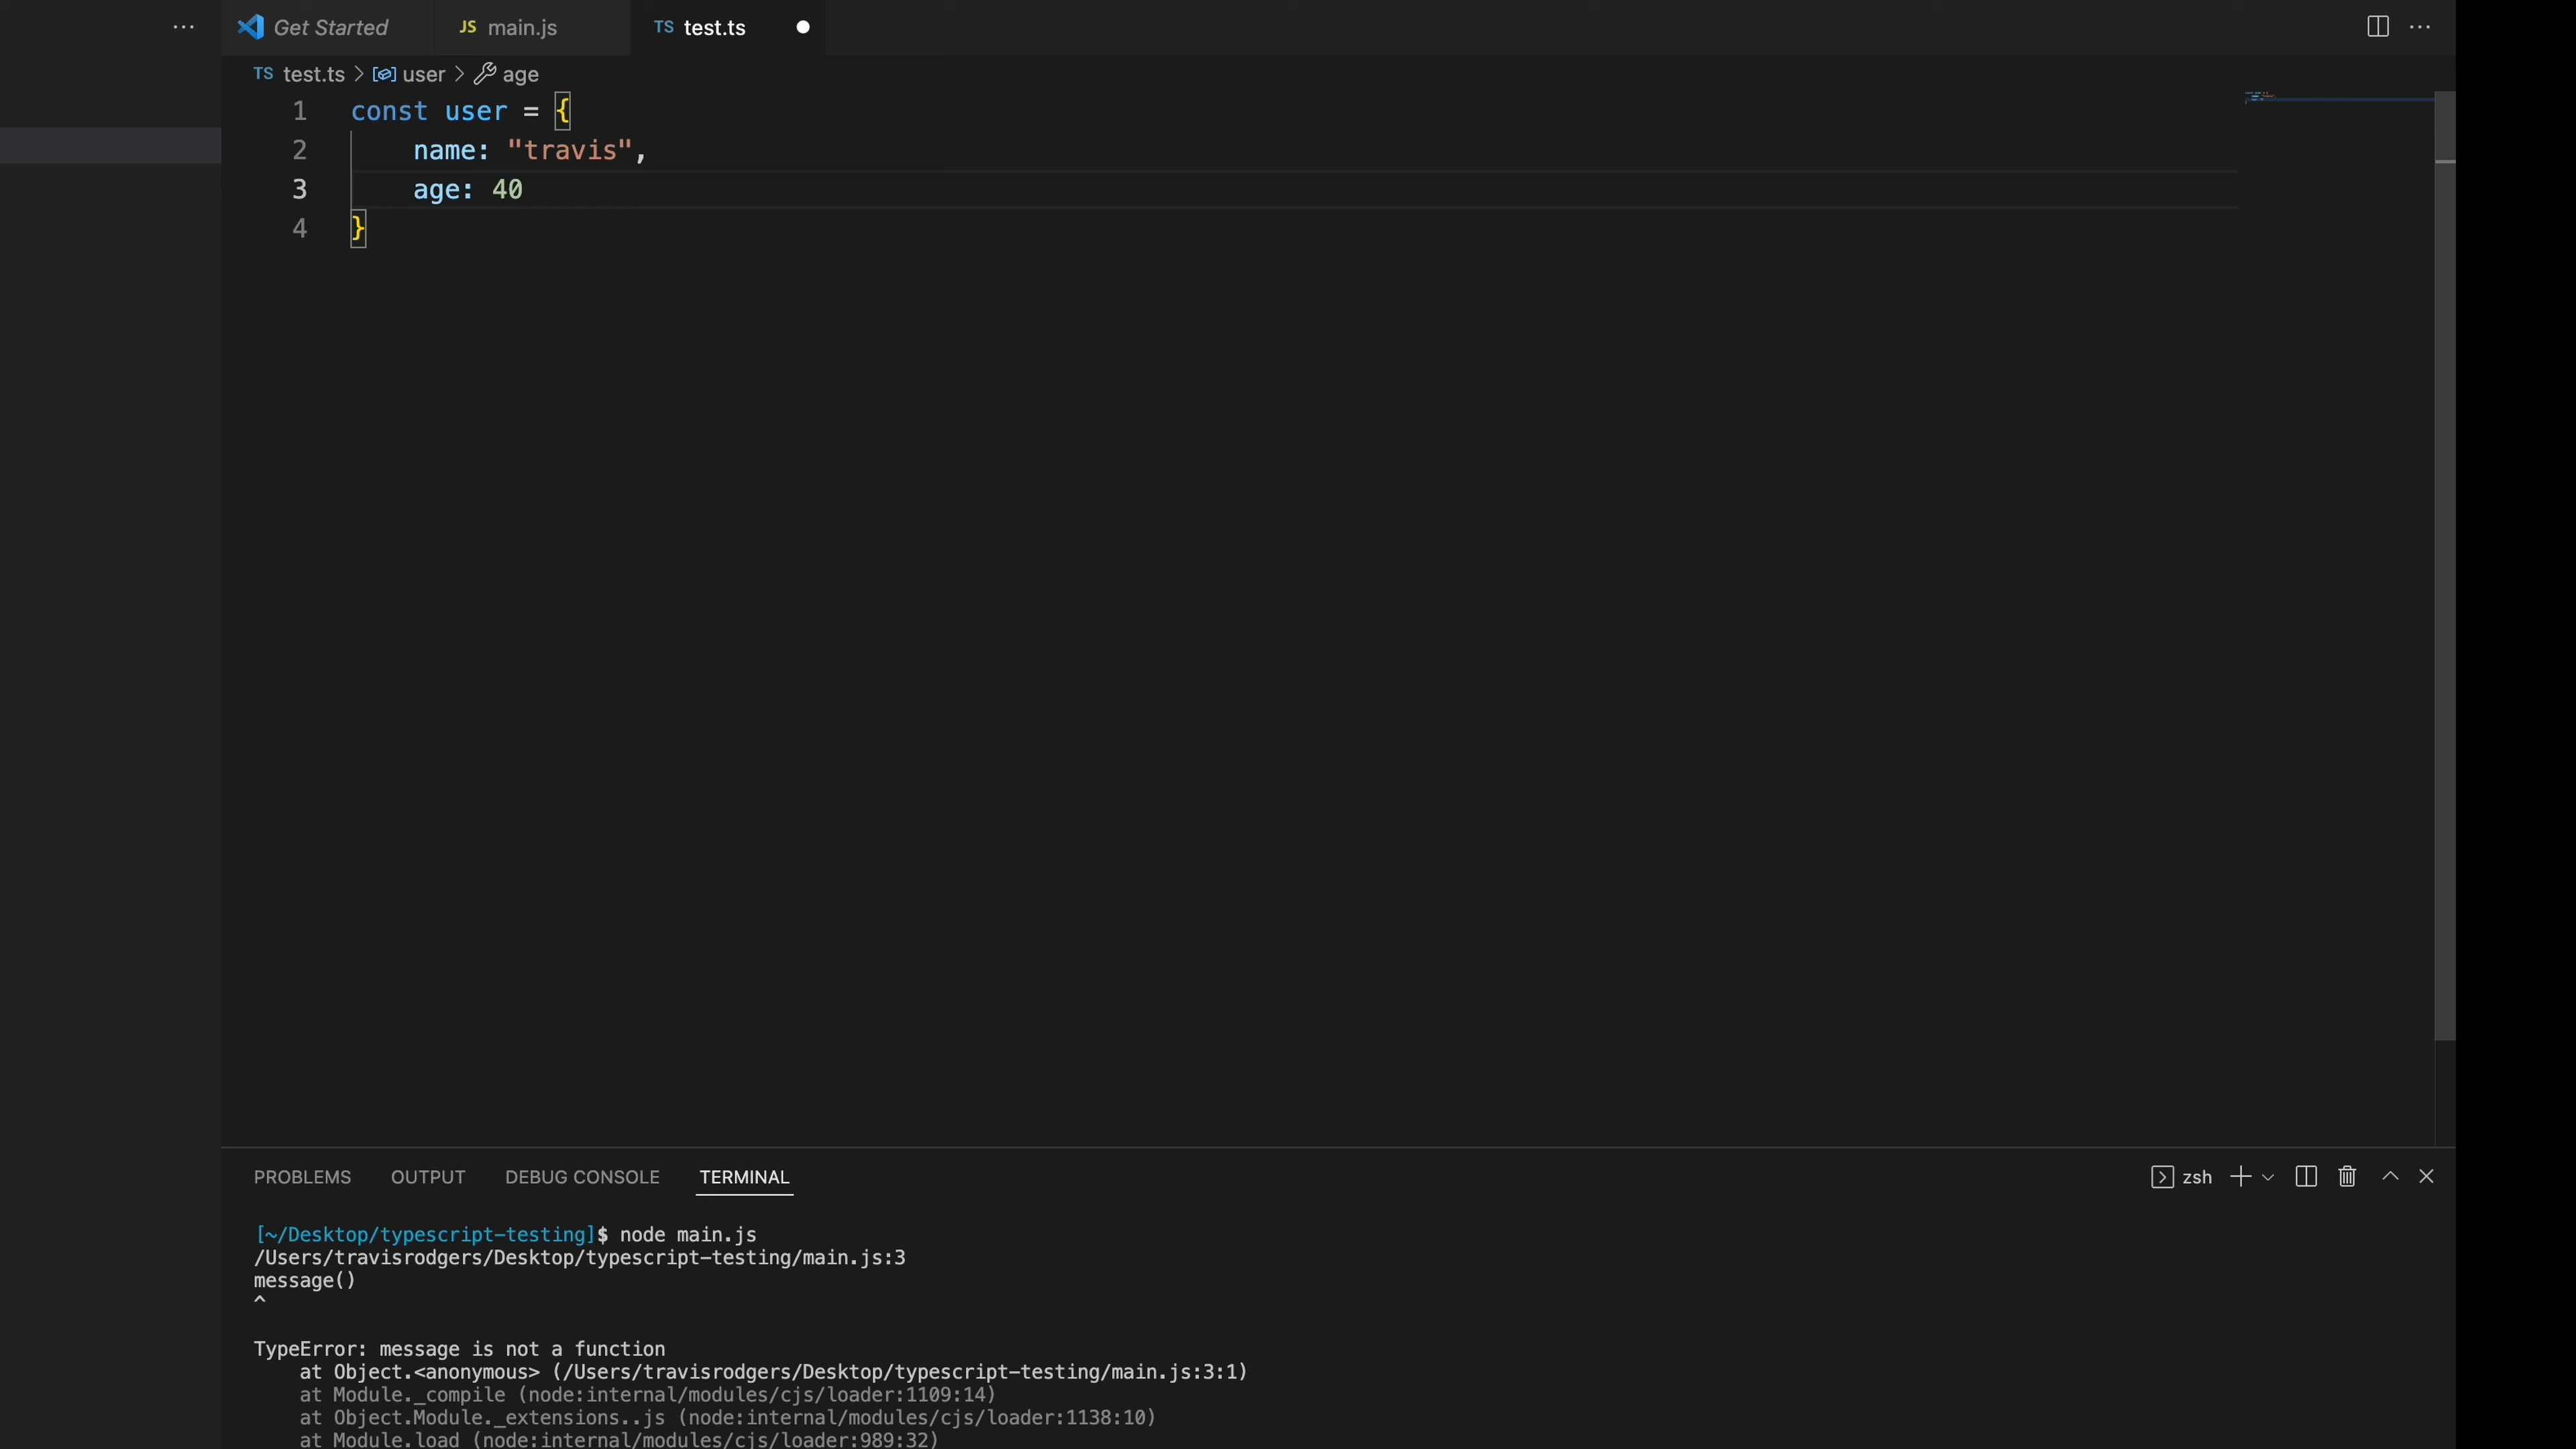 Get Started
JS main.js
TS test.ts
TS test.ts > user > age
1 const user = {
2 name: "travis",
3 age: 40
4 }
PROBLEMS OUTPUT DEBUG CONSOLE TERMINAL
zsh
[~/Desktop/typescript-testing]$ node main.js
/Users/travisrodgers/Desktop/typescript-testing/main.js:3
message()
^
TypeError: message is not a function
at Object.<anonymous> (/Users/travisrodgers/Desktop/typescript-testing/main.js:3:1)
at Module._compile (node:internal/modules/cjs/loader:1109:14)
at Object.Module._extensions..js (node:internal/modules/cjs/loader:1138:10)
at Module.load (node:internal/modules/cjs/loader:989:32)